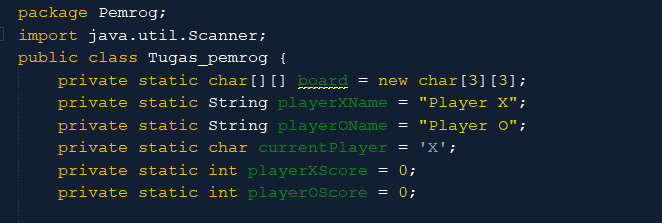 package Pemrog;
import java.util.Scanner;
public class Tugas_pemrog {
private static char[][] board = new char[3][3];
private static String playerXName = "Player X";
private static String playerOName = "Player O";
private static char currentPlayer = 'X';
private static int playerXScore = 0;
private static int playerOScore = 0;